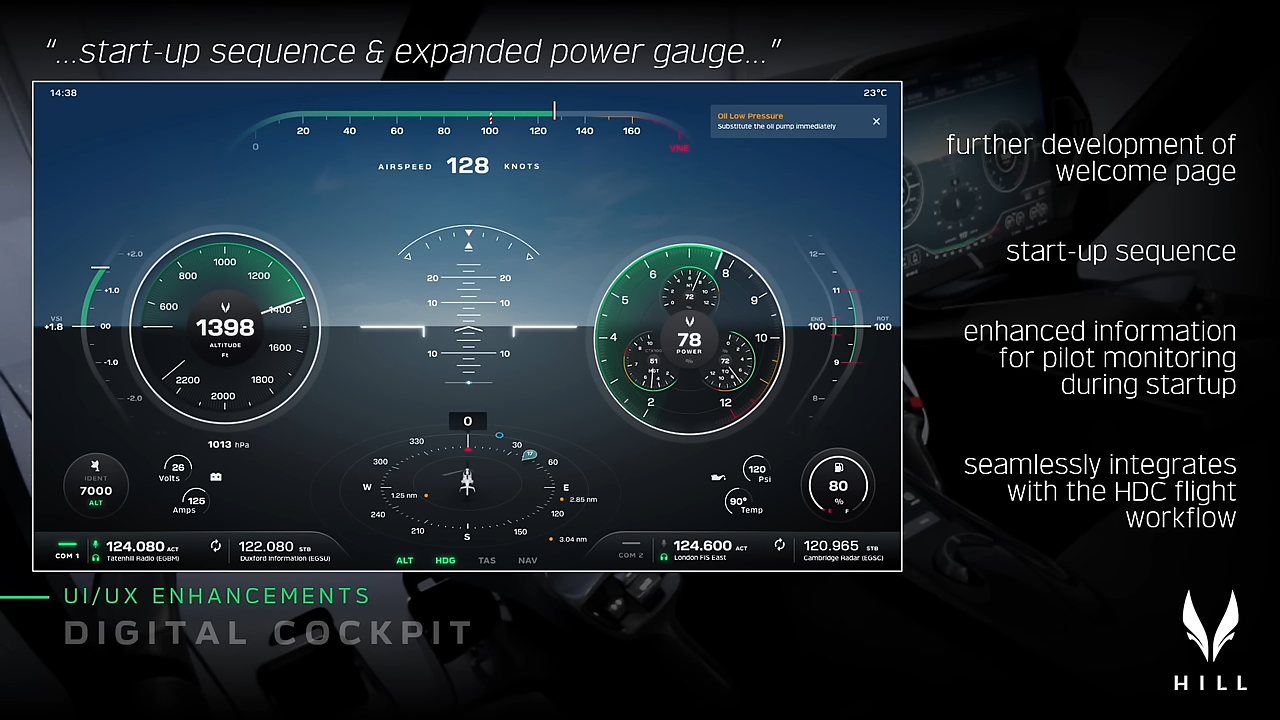 “...start-up sequence & expanded power gauge...”
14:38
23°C
Oil Low Pressure
Substitute the oil pump immediately
0 20 40 60 80 100 120 140 160 VNE
AIRSPEED 128 KNOTS
further development of
welcome page
start-up sequence
enhanced information
for pilot monitoring
during startup
seamlessly integrates
with the HDC flight
workflow
VSI
+1.8
+2.0
+1.0
00
-1.0
-2.0
600 800 1000 1200 1400 1600 1800 2000 2200
1398
ALTITUDE
Ft
1013 hPa
20 20
10 10
10 10
2 4 5 6 8 9 10 12
72
78
POWER
%
81
MGT
72
TQ
12
11
ENG
100
9
8
ROT
100
IDENT
7000
ALT
26
Volts
125
Amps
0
330 30
300 60
W E
240 120
210 150
S
17
1.25 nm
2.85 nm
3.04 nm
120
Psi
90°
Temp
80
%
E F
COM 1
124.080 ACT
Tatenhill Radio (EGBM)
122.080 STB
Duxford Information (EGSU)
ALT HDG TAS NAV
COM 2
124.600 ACT
London FIS East
120.965 STB
Cambridge Radar (EGSC)
UI/UX ENHANCEMENTS
DIGITAL COCKPIT
HILL